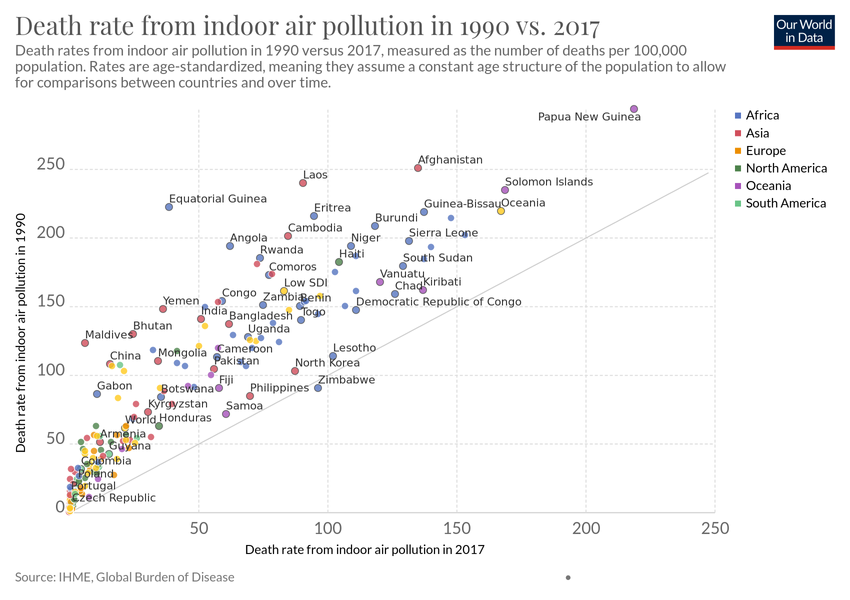 Death rate from indoor air pollution in 1990 vs. 2017
Our World
in Data
Death rates from indoor air pollution in 1990 versus 2017, measured as the number of deaths per 100,000
population. Rates are age-standardized, meaning they assume a constant age structure of the population to allow
for comparisons between countries and over time.
Papua New Guinea
Africa
Asia
Europe
North America
Oceania
South America
Afghanistan
250
Laos
Solomon Islands
Equatorial Guinea
Eritrea
Guinea-Bissau
Oceania
Burundi
Cambodia
200
Angola
Niger
Sierra Leone
Rwanda
Haiti
South Sudan
Comoros
Vanuatu
Low SDI
Chad
Kiribati
Congo
Zambia
Benin
Yemen
Democratic Republic of Congo
150
India
Bangladesh
Togo
Bhutan
Uganda
Maldives
China
Mongolia
Cameroon
Lesotho
Pakistan
North Korea
100
Gabon
Botswana
Fiji
Philippines
Zimbabwe
Kyrgyzstan
Samoa
World
Honduras
50
Armenia
Guyana
Colombia
Poland
Portugal
Czech Republic
0
50
100
150
200
250
Death rate from indoor air pollution in 1990
Death rate from indoor air pollution in 2017
Source: IHME, Global Burden of Disease